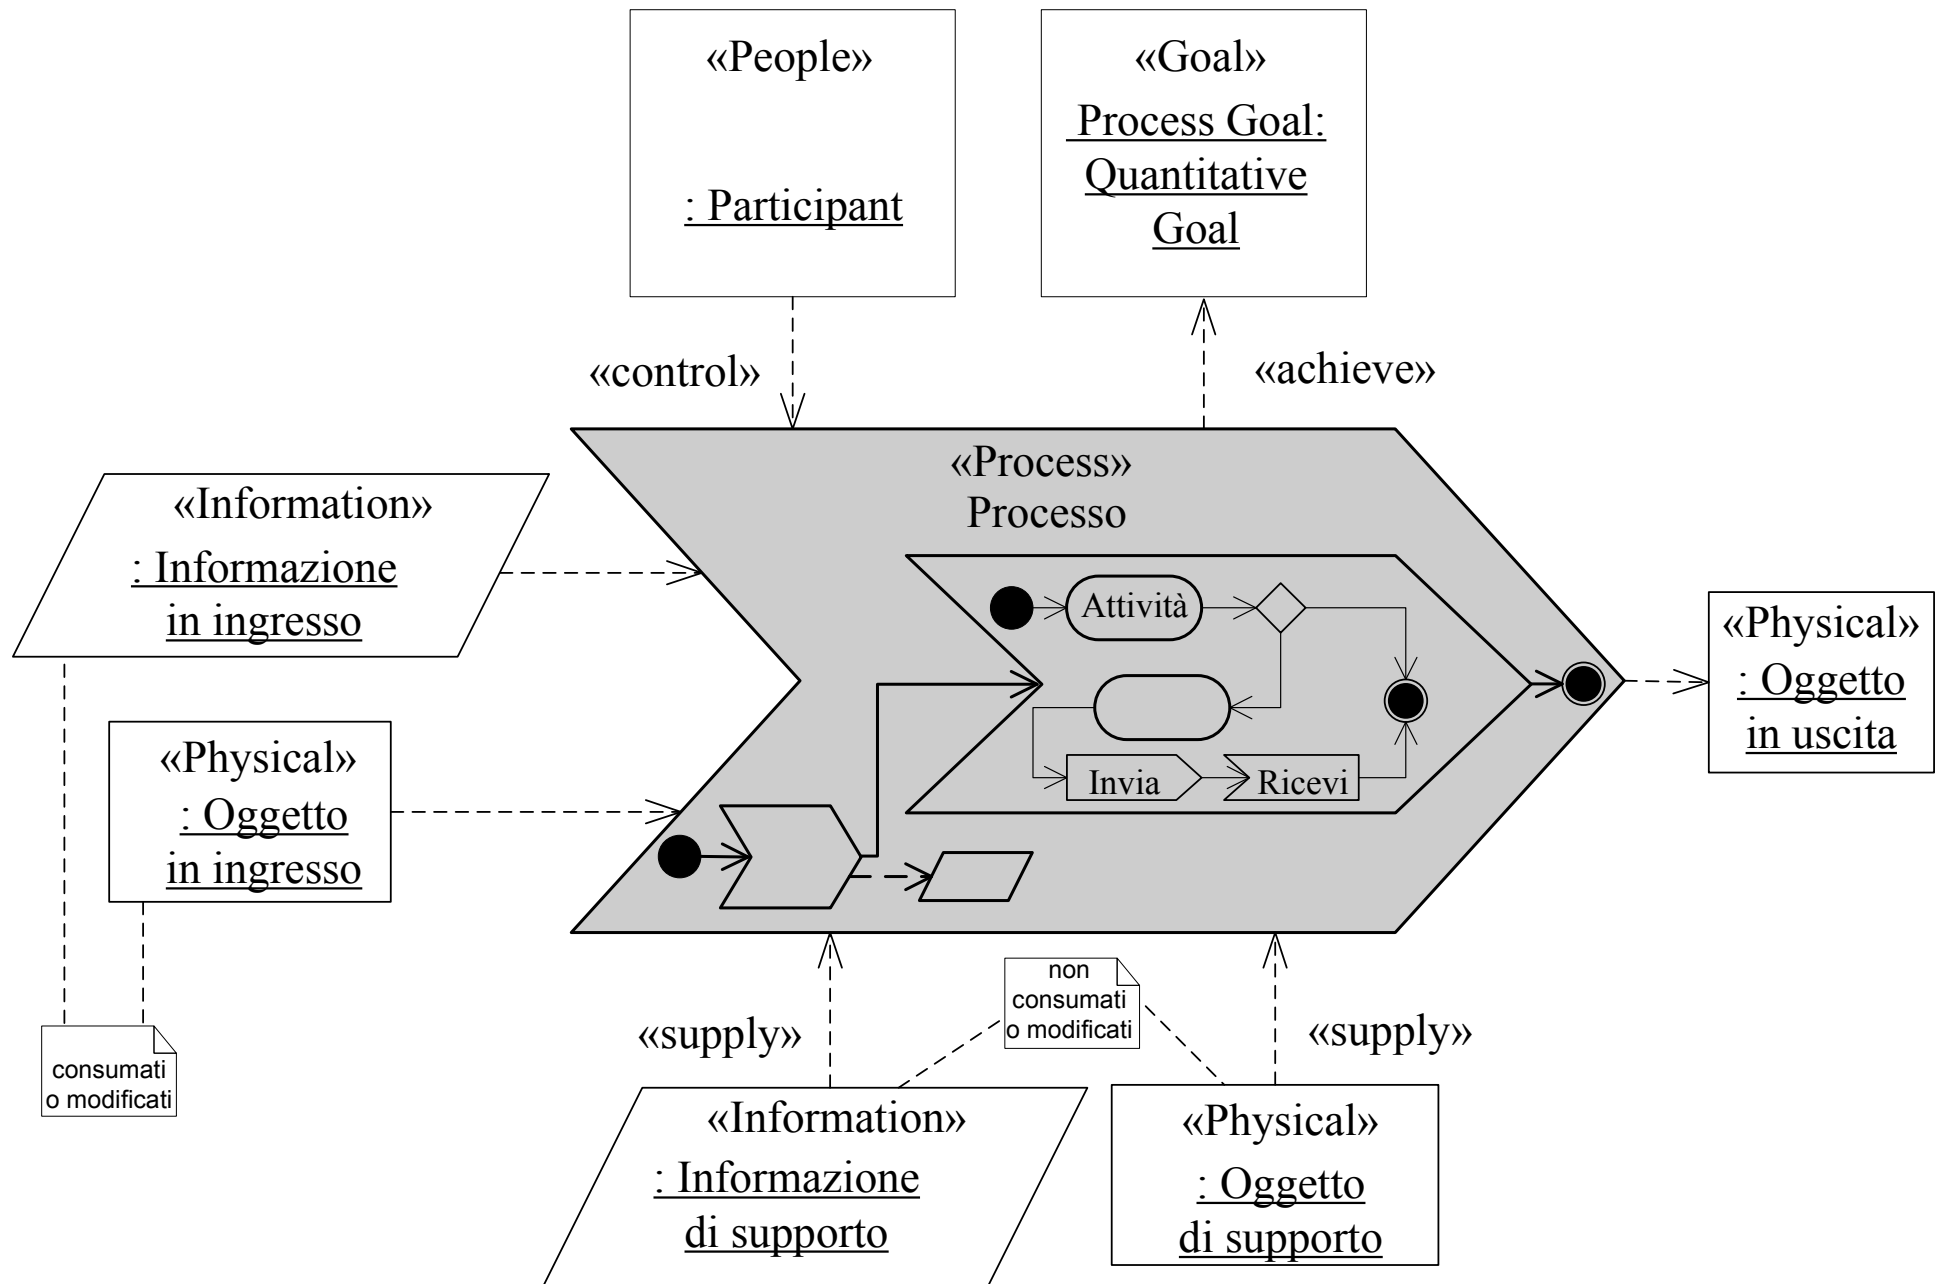 «People»
: Participant
«Goal»
Process Goal:
Quantitative
Goal
«control»
«achieve»
«Process»
Processo
«Information»
: Informazione
in ingresso
Attività
«Physical»
: Oggetto
in uscita
«Physical»
: Oggetto
in ingresso
Invia
Ricevi
non
consumati
o modificati
«supply»
«supply»
consumati
o modificati
«Information»
: Informazione
di supporto
«Physical»
: Oggetto
di supporto